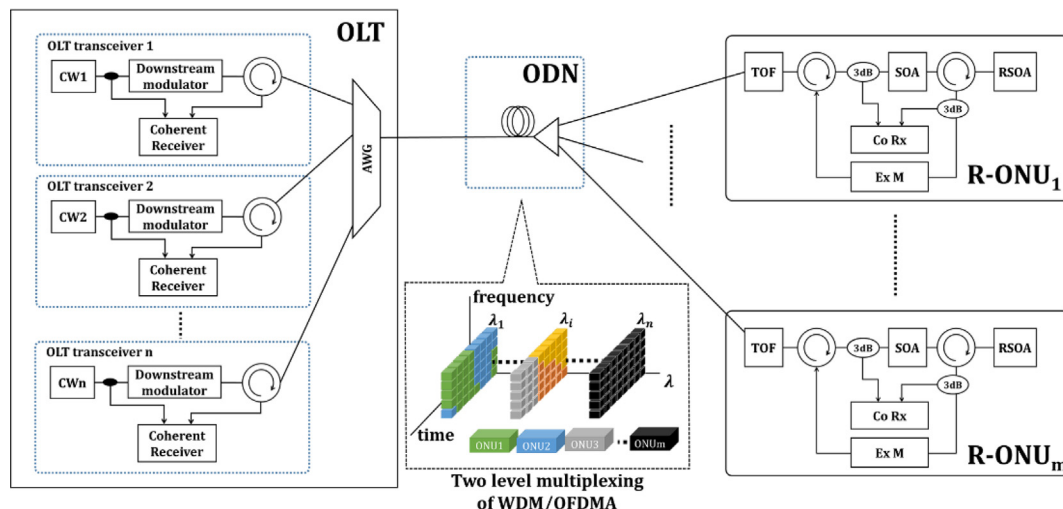 OLT
OLT transceiver 1
CW1
Downstream
modulator
Coherent
Receiver
OLT transceiver 2
CW2
Downstream
modulator
Coherent
Receiver
OLT transceiver n
CWn
Downstream
modulator
Coherent
Receiver
AWG
ODN
frequency
λ1
λi
λn
λ
time
ONU1
ONU2
ONU3
ONUm
Two level multiplexing
of WDM/OFDMA
TOF
3dB
SOA
RSOA
3dB
Co Rx
Ex M
R-ONU1
TOF
3dB
SOA
RSOA
3dB
Co Rx
Ex M
R-ONUm